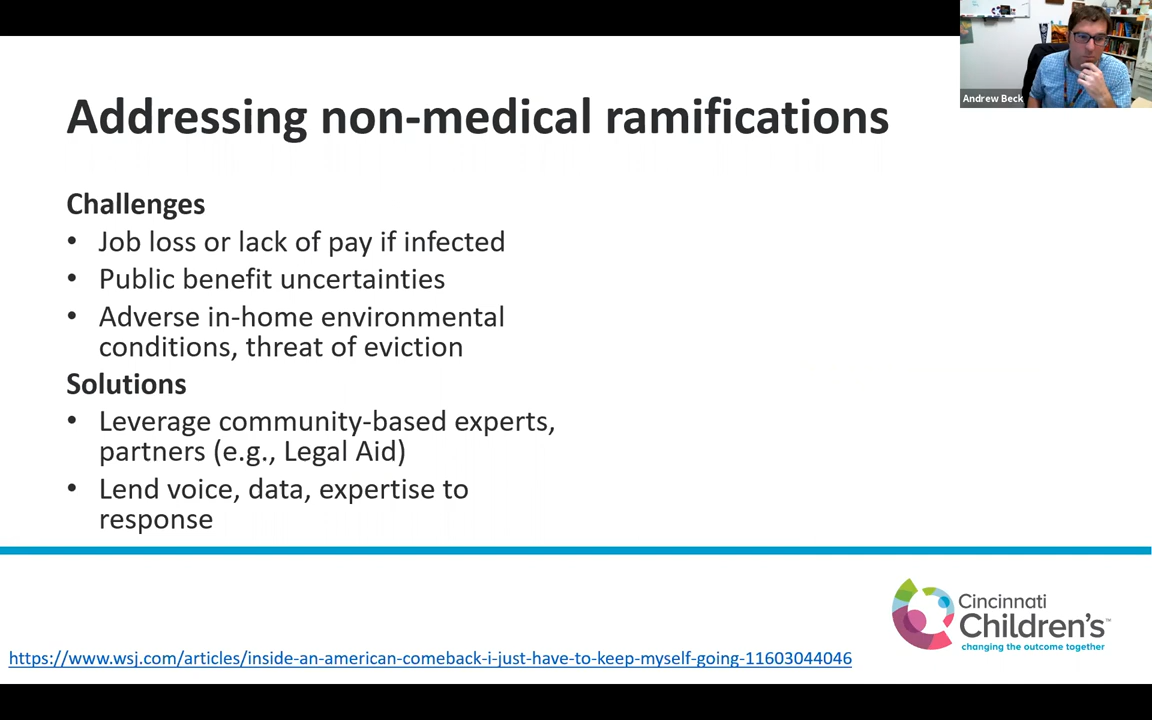 Andrew Beck
Addressing non-medical ramifications
Challenges
• Job loss or lack of pay if infected
• Public benefit uncertainties
• Adverse in-home environmental
conditions, threat of eviction
Solutions
• Leverage community-based experts,
partners (e.g., Legal Aid)
• Lend voice, data, expertise to
response
Cincinnati
Children's™
changing the outcome together
https://www.wsj.com/articles/inside-an-american-comeback-i-just-have-to-keep-myself-going-11603044046